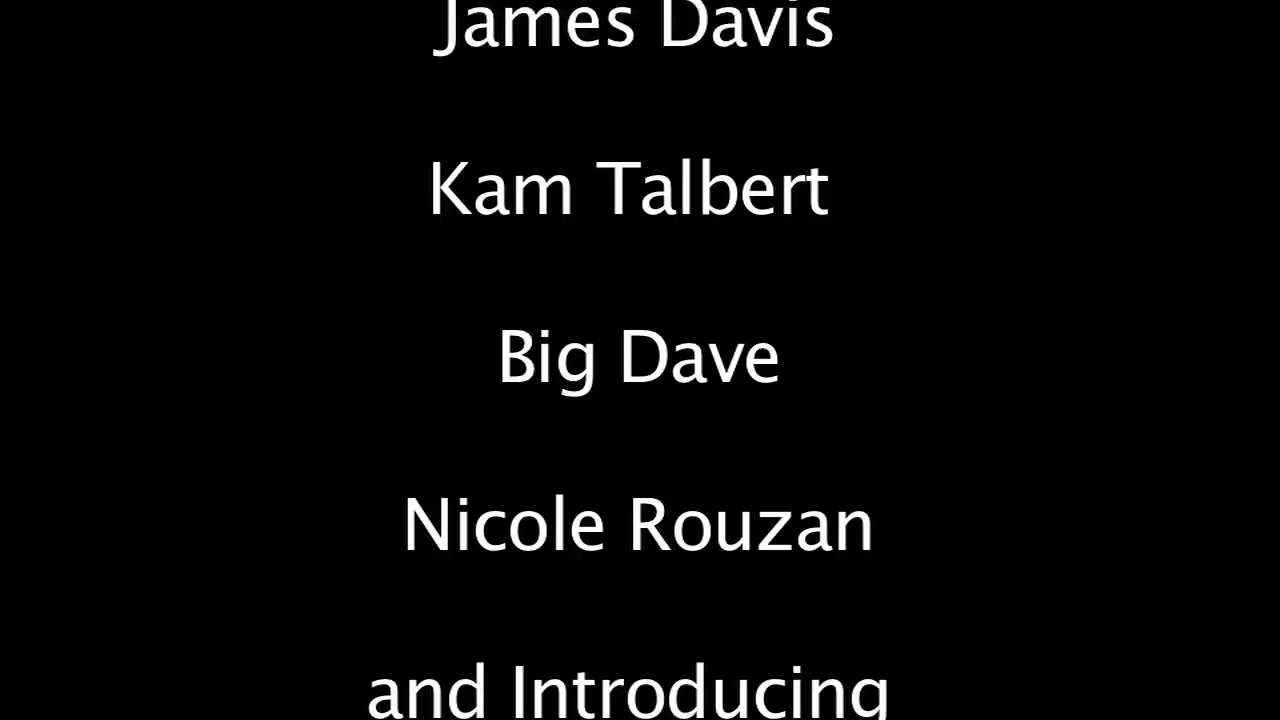 James Davis
Kam Talbert
Big Dave
Nicole Rouzan
and Introducing